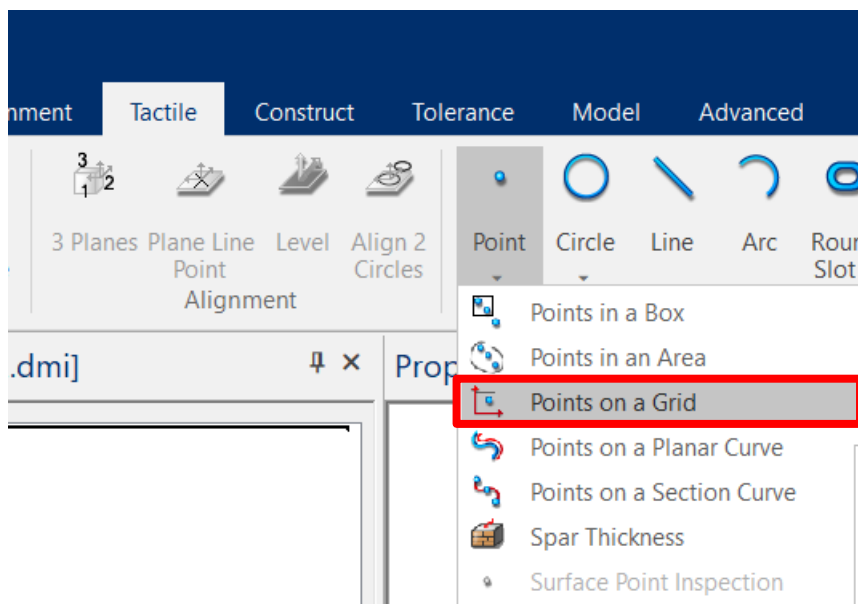 nment Tactile Construct Tolerance Model Advanced
3 1 2
3 Planes Plane Line Level Align 2 Point Circle Line Arc Rour
Point Circles Slot
Alignment
Points in a Box
.dmi] Prop Points in an Area
Points on a Grid
Points on a Planar Curve
Points on a Section Curve
Spar Thickness
Surface Point Inspection